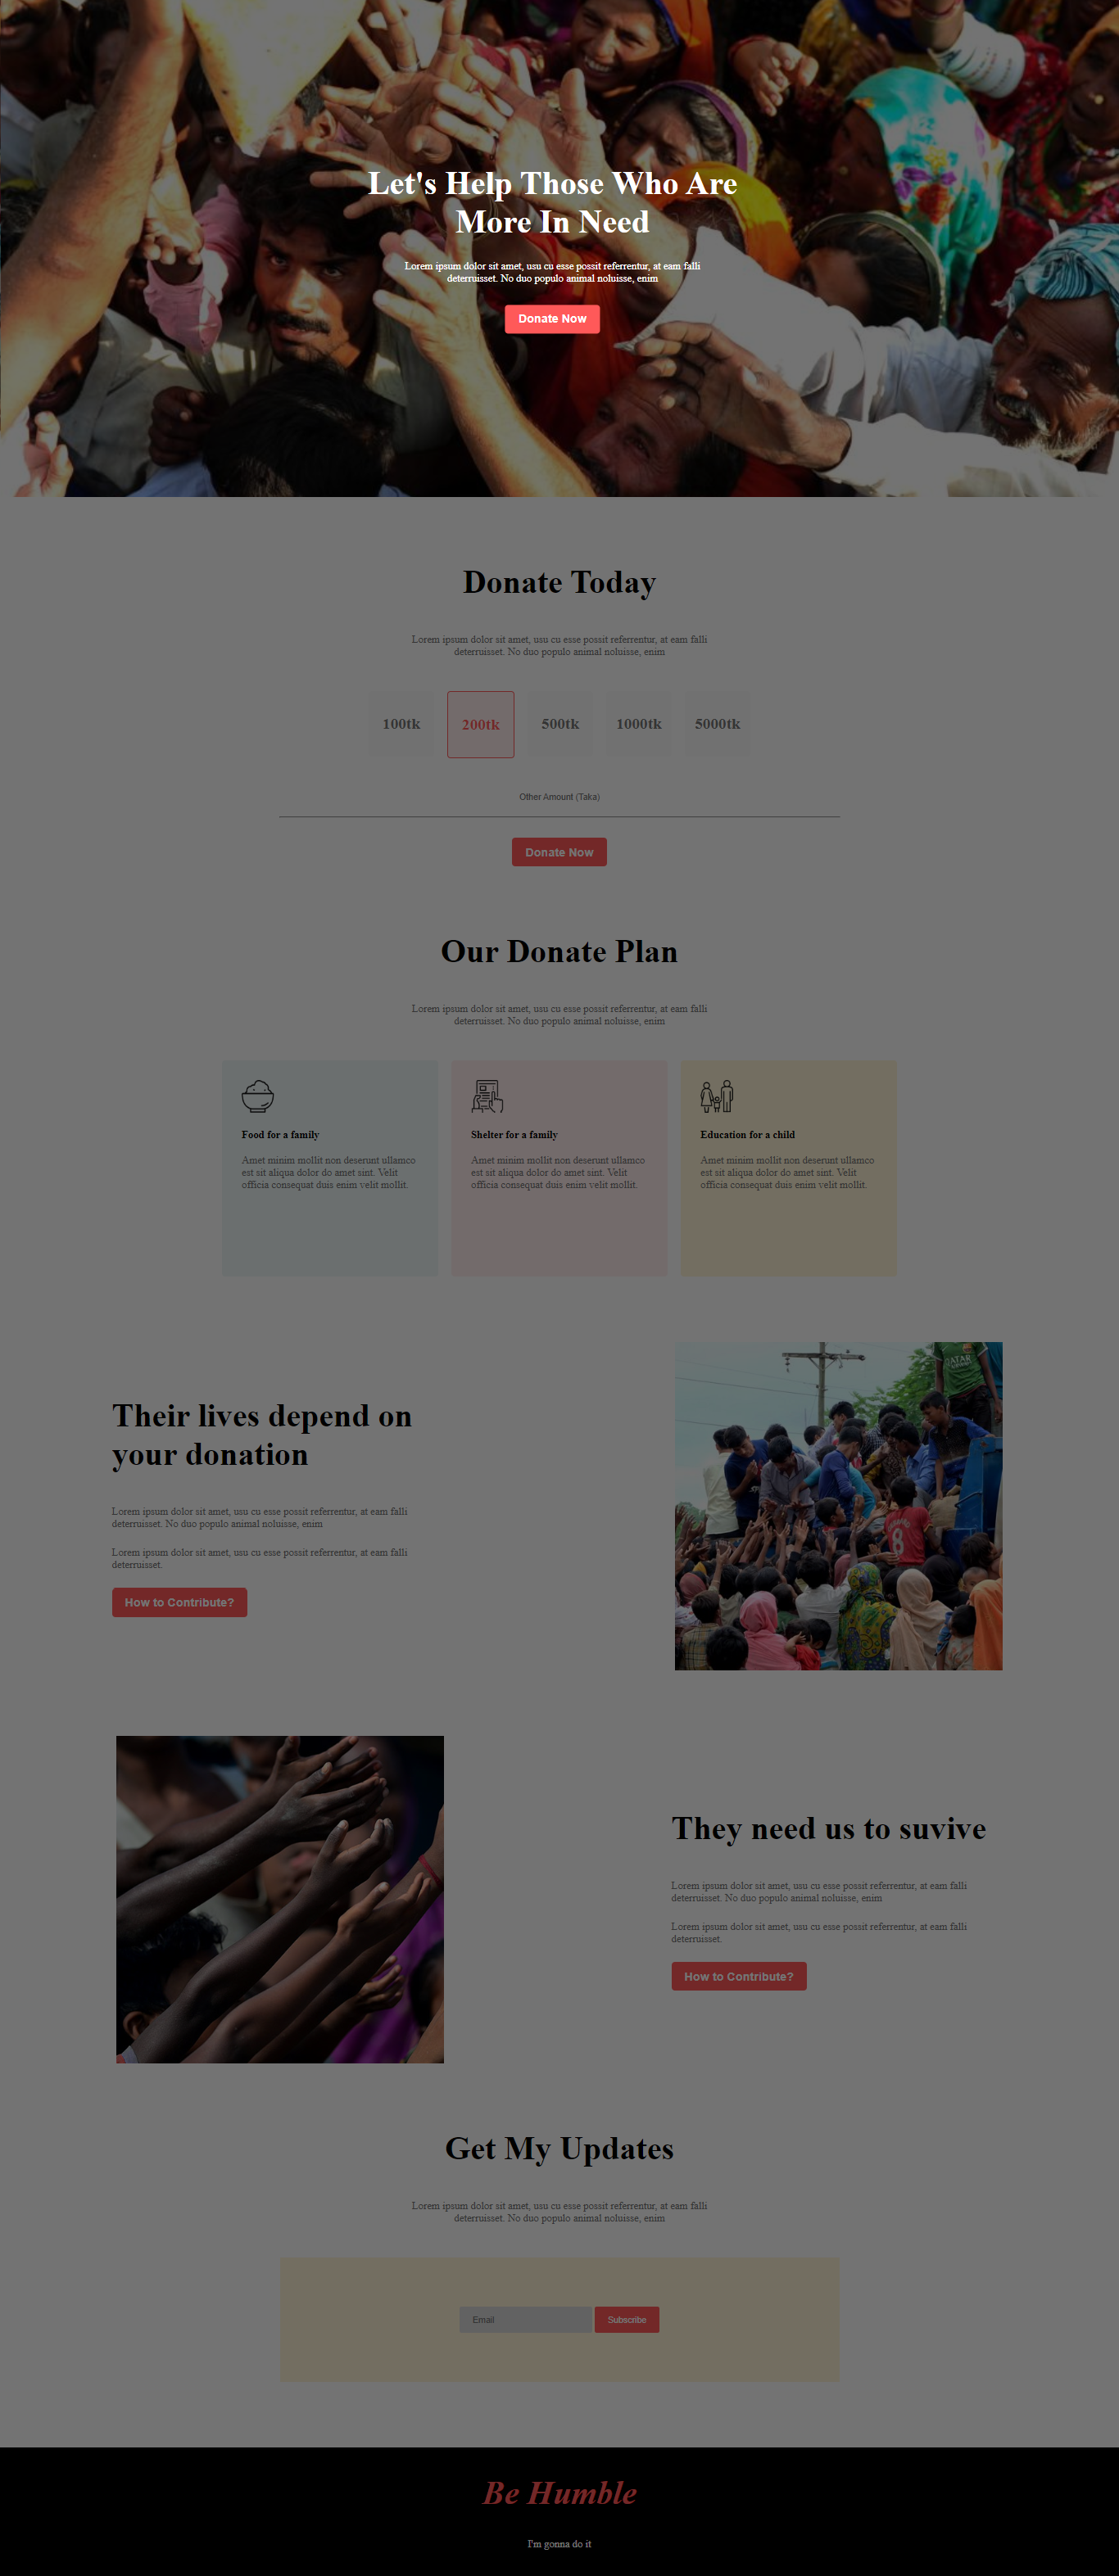 Let's Help Those Who Are
More In Need
Lorem ipsum dolor sit amet, usu cu esse possit referrentur, at eam falli
deterruisset. No duo populo animal noluisse, enim
Donate Now
Donate Today
Lorem ipsum dolor sit amet, usu cu esse possit referrentur, at eam falli
deterruisset. No duo populo animal noluisse, enim
100tk
200tk
500tk
1000tk
5000tk
Other Amount (Taka)
Donate Now
Our Donate Plan
Lorem ipsum dolor sit amet, usu cu esse possit referrentur, at eam falli
deterruisset. No duo populo animal noluisse, enim
Food for a family
Amet minim mollit non deserunt ullamco
est sit aliqua dolor do amet sint. Velit
officia consequat duis enim velit mollit.
Shelter for a family
Amet minim mollit non deserunt ullamco
est sit aliqua dolor do amet sint. Velit
officia consequat duis enim velit mollit.
Education for a child
Amet minim mollit non deserunt ullamco
est sit aliqua dolor do amet sint. Velit
officia consequat duis enim velit mollit.
QATAR
8
Their lives depend on
your donation
Lorem ipsum dolor sit amet, usu cu esse possit referrentur, at eam falli
deterruisset. No duo populo animal noluisse, enim
Lorem ipsum dolor sit amet, usu cu esse possit referrentur, at eam falli
deterruisset.
How to Contribute?
They need us to suvive
Lorem ipsum dolor sit amet, usu cu esse possit referrentur, at eam falli
deterruisset. No duo populo animal noluisse, enim
Lorem ipsum dolor sit amet, usu cu esse possit referrentur, at eam falli
deterruisset.
How to Contribute?
Get My Updates
Lorem ipsum dolor sit amet, usu cu esse possit referrentur, at eam falli
deterruisset. No duo populo animal noluisse, enim
Email
Subscribe
Be Humble
I'm gonna do it